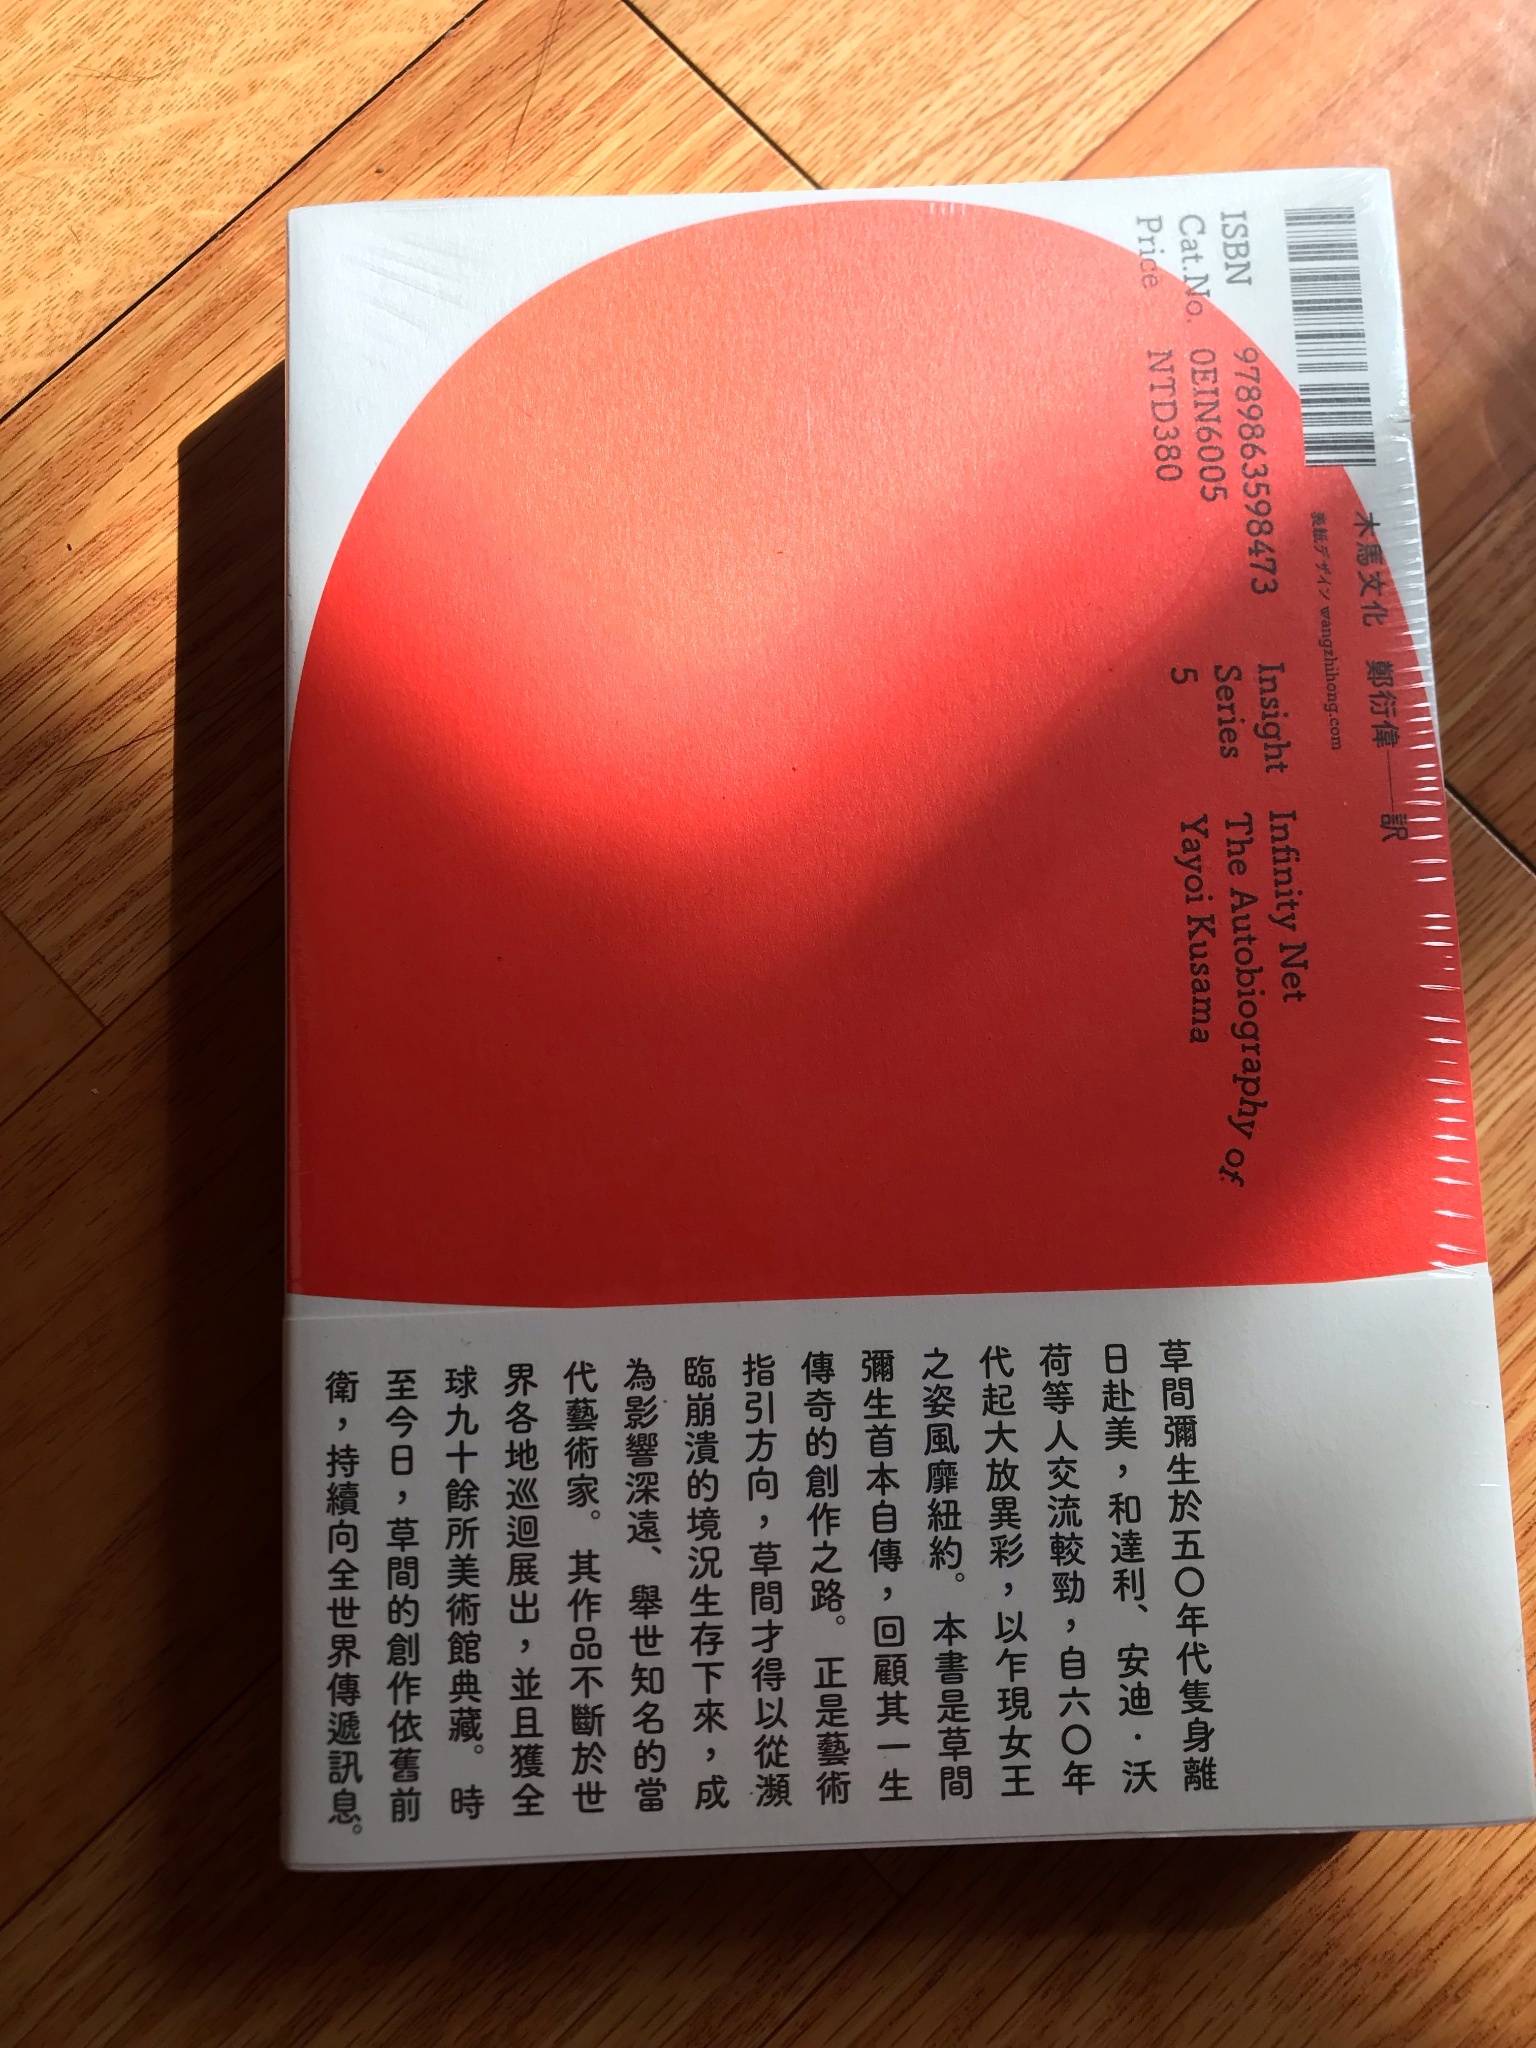 木馬文化 鄭衍偉——訳
表紙デザイン wangzhihong.com
ISBN 9789863598473
Cat.No. 0EIN6005
Price NTD380
Insight
Series
5
Infinity Net
The Autobiography of
Yayoi Kusama
草間彌生於五〇年代隻身離
日赴美，和達利、安迪．沃
荷等人交流較勁，自六〇年
代起大放異彩，以乍現女王
之姿風靡紐約。本書是草間
彌生首本自傳，回顧其一生
傳奇的創作之路。正是藝術
指引方向，草間才得以從瀕
臨崩潰的境況生存下來，成
為影響深遠、舉世知名的當
代藝術家。其作品不斷於世
界各地巡迴展出，並且獲全
球九十餘所美術館典藏。時
至今日，草間的創作依舊前
衛，持續向全世界傳遞訊息。